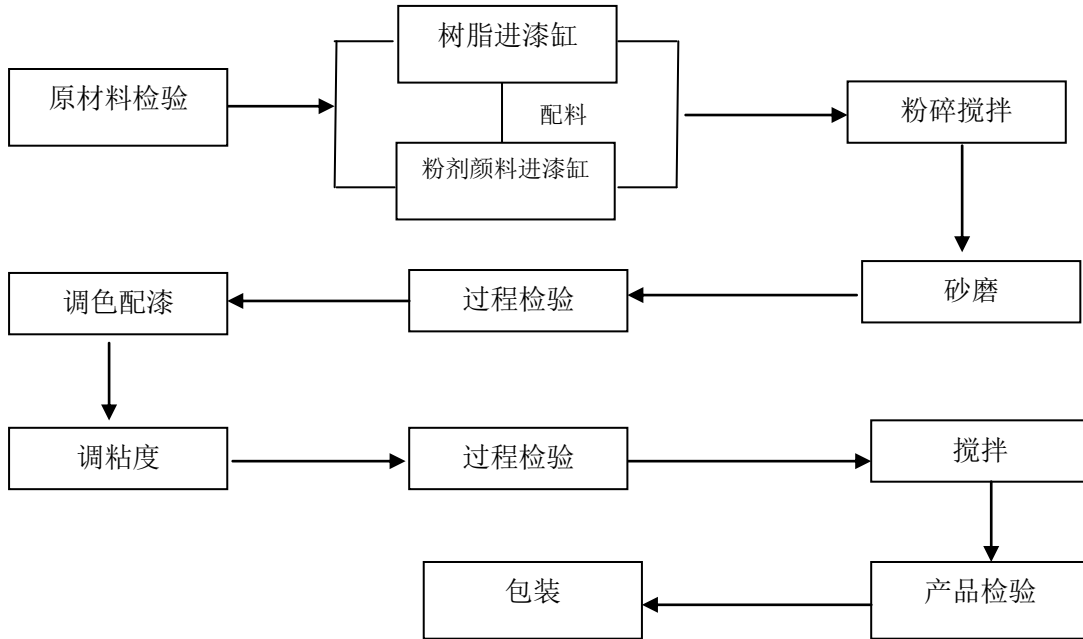 树脂进漆缸
原材料检验
配料
粉碎搅拌
粉剂颜料进漆缸
砂磨
过程检验
调色配漆
调粘度
过程检验
搅拌
产品检验
包装